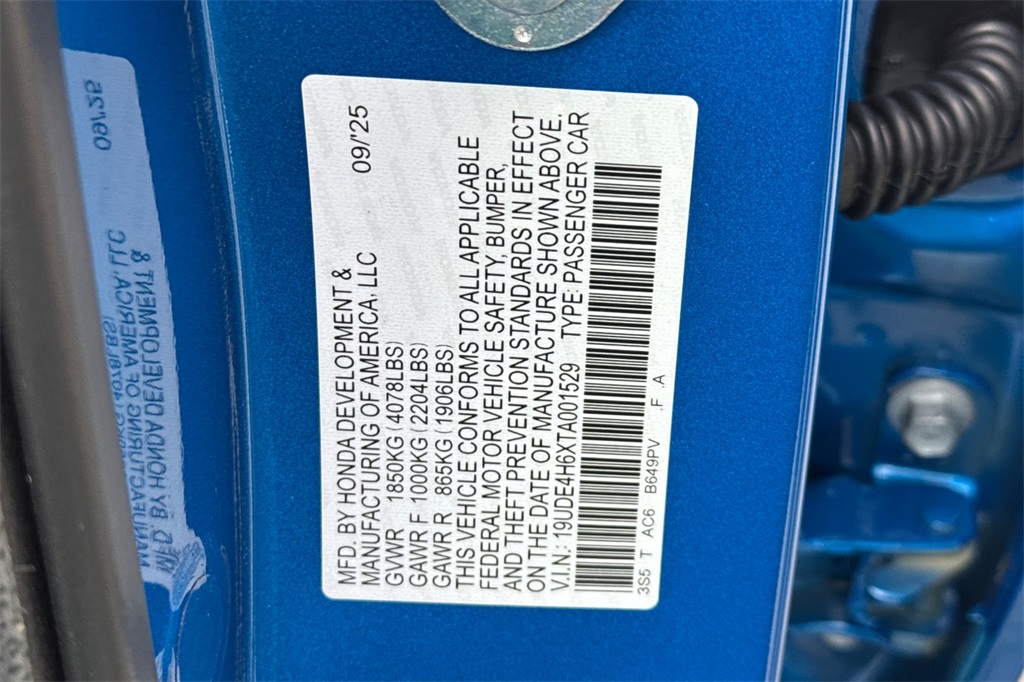 09/'25
MFD. BY HONDA DEVELOPMENT &
MANUFACTURING OF AMERICA, LLC
GVWR 1850KG (4078LBS)
GAWR F 1000KG (2204LBS)
GAWR R 865KG (1906LBS)
THIS VEHICLE CONFORMS TO ALL APPLICABLE
FEDERAL MOTOR VEHICLE SAFETY, BUMPER,
AND THEFT PREVENTION STANDARDS IN EFFECT
ON THE DATE OF MANUFACTURE SHOWN ABOVE.
V.I.N.: 19UDE4H6XTA001529 TYPE: PASSENGER CAR
3S5 T AC6 B649PV .F .A
09/'25
MFD. BY HONDA DEVELOPMENT &
MANUFACTURING OF AMERICA, LLC